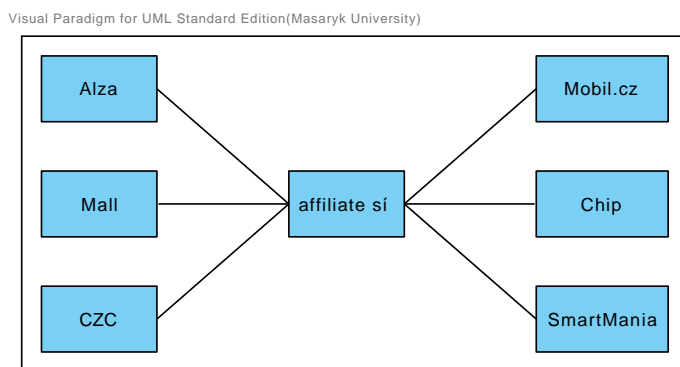 Visual Paradigm for UML Standard Edition(Masaryk University)
Alza
Mobil.cz
Mall
affiliate sí
Chip
CZC
SmartMania